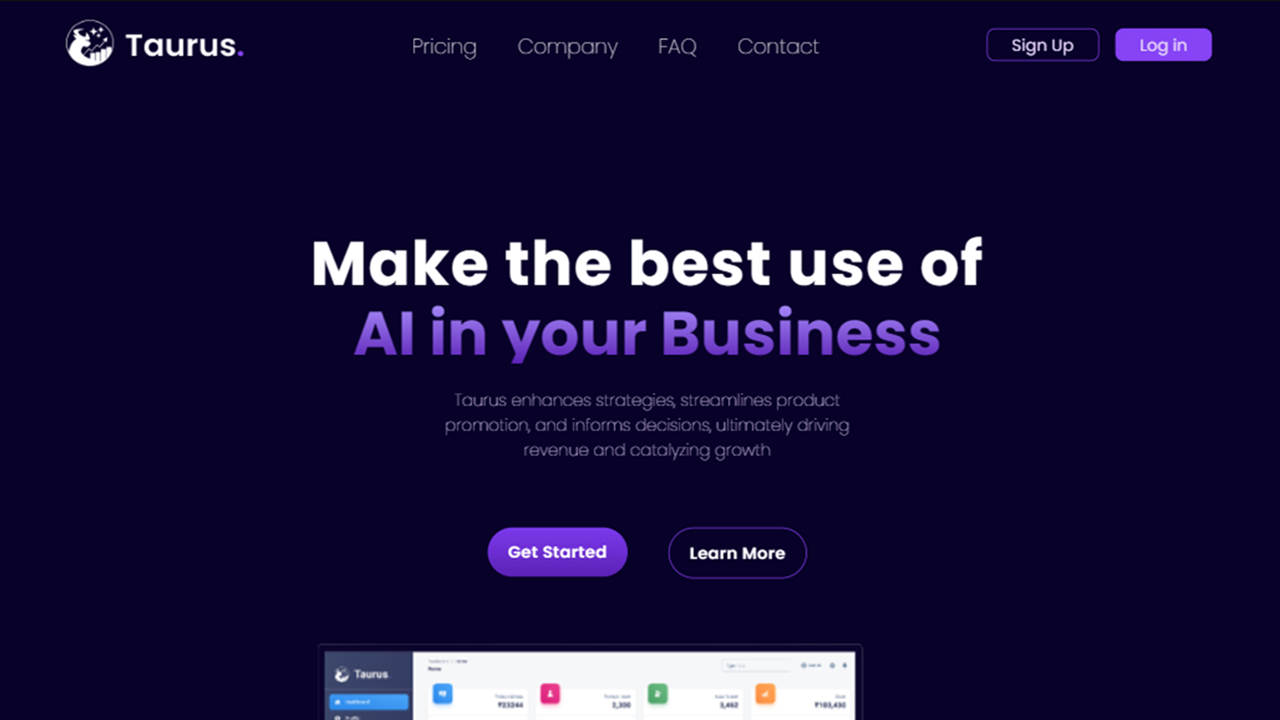 Taurus.
Pricing Company FAQ Contact
Sign Up Log in
Make the best use of
AI in your Business
Taurus enhances strategies, streamlines product
promotion, and informs decisions, ultimately driving
revenue and catalyzing growth
Get Started Learn More
Taurus
Dashboard
₹23244
3,462
₹103,430